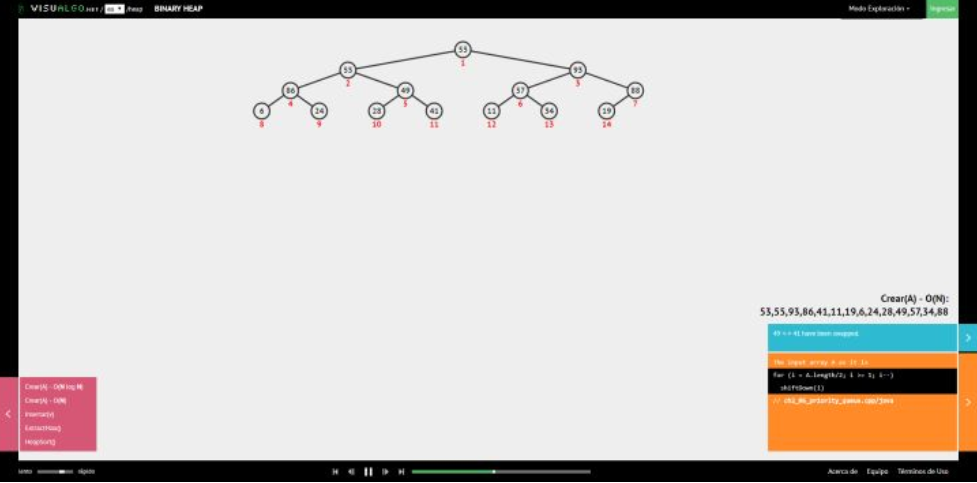 VISUALGO.NET / es /heap BINARY HEAP Modo Exploración Ingresar
53
1
55 93
2 3
86 49 57 88
4 5 6 7
6 24 28 41 11 34 19
8 9 10 11 12 13 14
Crear(A) - O(N):
53,55,93,86,41,11,19,6,24,28,49,57,34,88
49 <-> 41 have been swapped.
The input array A as it is
for (i = A.length/2; i >= 1; i--)
shiftDown(i)
// ch2_06_priority_queue.cpp/java
Crear(A) - O(N log N)
Crear(A) - O(N)
Insertar(v)
ExtractMax()
HeapSort()
lento rápido Acerca de Equipo Términos de Uso